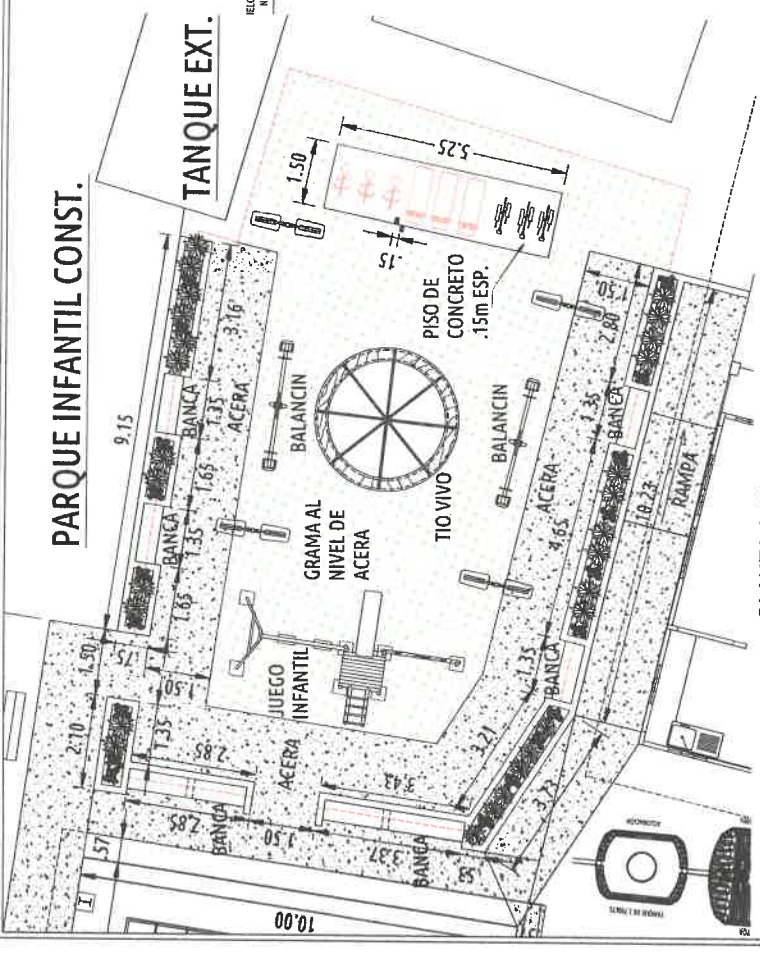 PARQUE INFANTIL CONST.
TANQUE EXT.
9.15
3.16
ACERA
1.35
BANCA
1.65
1.35
BANCA
1.65
BALANCIN
1.50
5.25
.15
PISO DE
CONCRETO
.15m ESP.
GRAMA AL
NIVEL DE
ACERA
TIO VIVO
BALANCIN
JUEGO
INFANTIL
1.50
.75
1.50
2.10
1.35
2.85
ACERA
2.85
BANCA
1.50
3.37
BANCA
.57
10.00
3.21
3.73
1.35
BANCA
4.65
ACERA
1.35
BANCA
2.80
1.50
10.23
RAMPA
I